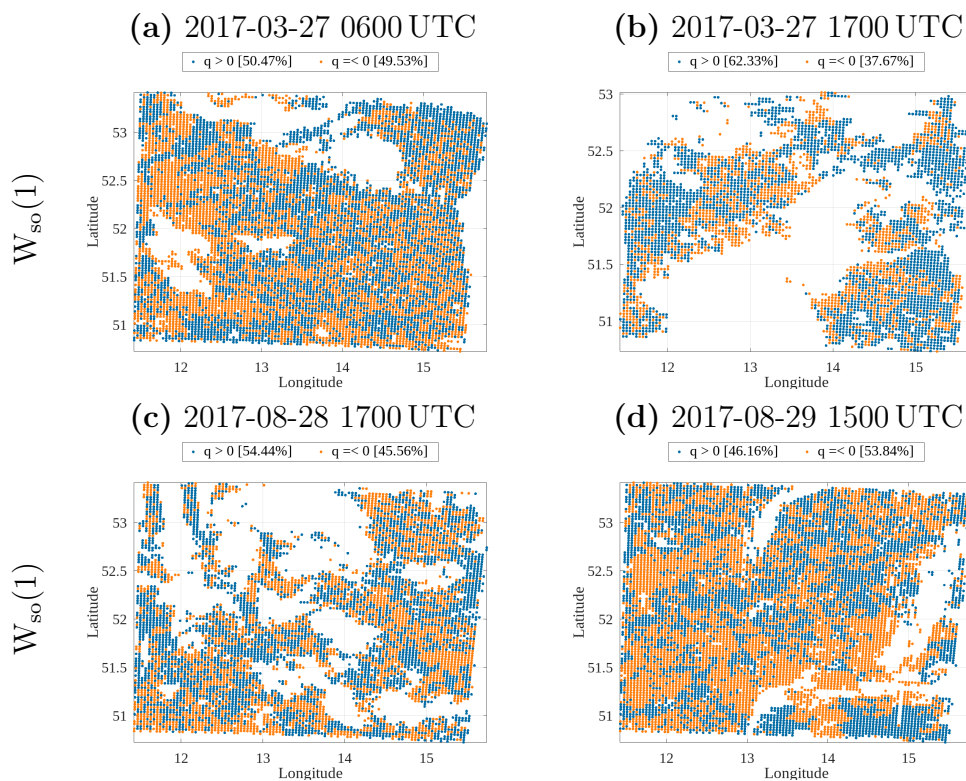 (a) 2017-03-27 0600 UTC
q > 0 [50.47%] q =< 0 [49.53%]
53
52.5
52
51.5
51
Latitude
12 13 14 15
Longitude
W_so(1)
(b) 2017-03-27 1700 UTC
q > 0 [62.33%] q =< 0 [37.67%]
53
52.5
52
51.5
51
Latitude
12 13 14 15
Longitude
(c) 2017-08-28 1700 UTC
q > 0 [54.44%] q =< 0 [45.56%]
53
52.5
52
51.5
51
Latitude
12 13 14 15
Longitude
W_so(1)
(d) 2017-08-29 1500 UTC
q > 0 [46.16%] q =< 0 [53.84%]
53
52.5
52
51.5
51
Latitude
12 13 14 15
Longitude